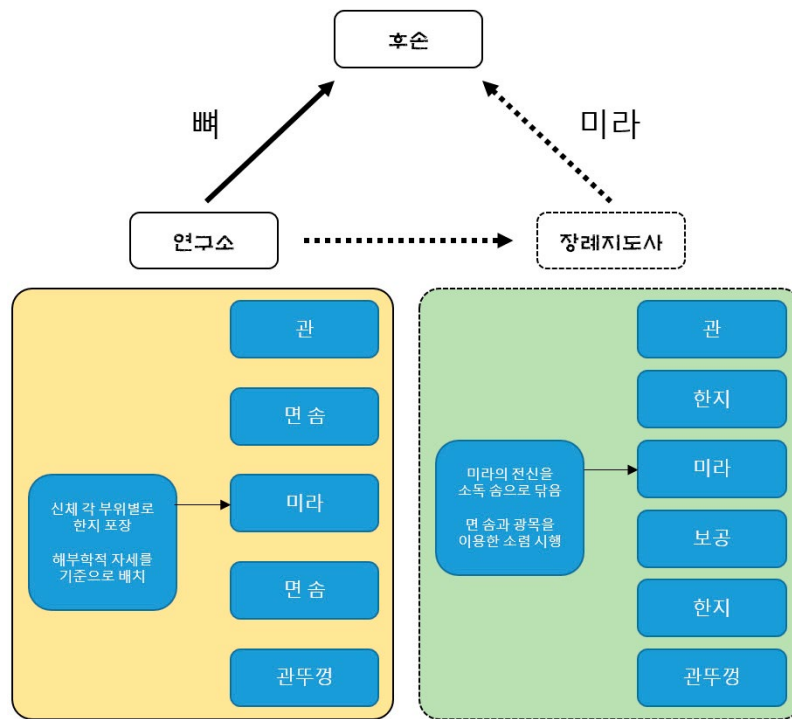 후손
뼈
미라
연구소
장례지도사
관
면 솜
신체 각 부위별로
한지 포장
해부학적 자세를
기준으로 배치
미라
면 솜
관뚜껑
관
한지
미라의 전신을
소독 솜으로 닦음
면 솜과 광목을
이용한 소렴 시행
미라
보공
한지
관뚜껑